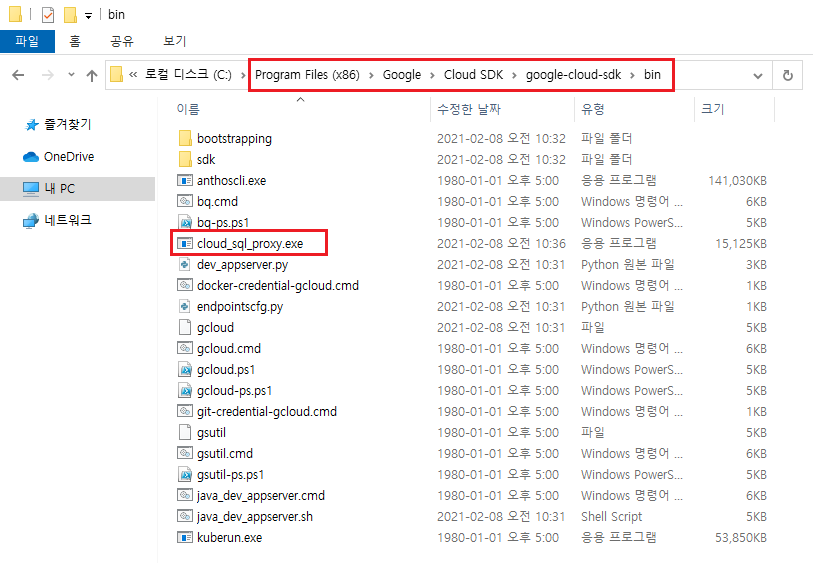 bin
파일 홈 공유 보기
« 로컬 디스크 (C:) > Program Files (x86) > Google > Cloud SDK > google-cloud-sdk > bin
이름 수정한 날짜 유형 크기
즐겨찾기
OneDrive
내 PC
네트워크
bootstrapping 2021-02-08 오전 10:32 파일 폴더
sdk 2021-02-08 오전 10:32 파일 폴더
anthoscli.exe 1980-01-01 오후 5:00 응용 프로그램 141,030KB
bq.cmd 1980-01-01 오후 5:00 Windows 명령어 ... 6KB
bq-ps.ps1 1980-01-01 오후 5:00 Windows PowerS... 5KB
cloud_sql_proxy.exe 2021-02-08 오전 10:36 응용 프로그램 15,125KB
dev_appserver.py 2021-02-08 오전 10:31 Python 원본 파일 3KB
docker-credential-gcloud.cmd 1980-01-01 오후 5:00 Windows 명령어 ... 1KB
endpointscfg.py 2021-02-08 오전 10:31 Python 원본 파일 1KB
gcloud 2021-02-08 오전 10:31 파일 5KB
gcloud.cmd 1980-01-01 오후 5:00 Windows 명령어 ... 6KB
gcloud.ps1 1980-01-01 오후 5:00 Windows PowerS... 5KB
gcloud-ps.ps1 1980-01-01 오후 5:00 Windows PowerS... 5KB
git-credential-gcloud.cmd 1980-01-01 오후 5:00 Windows 명령어 ... 1KB
gsutil 1980-01-01 오후 5:00 파일 5KB
gsutil.cmd 1980-01-01 오후 5:00 Windows 명령어 ... 6KB
gsutil-ps.ps1 1980-01-01 오후 5:00 Windows PowerS... 5KB
java_dev_appserver.cmd 1980-01-01 오후 5:00 Windows 명령어 ... 6KB
java_dev_appserver.sh 2021-02-08 오전 10:31 Shell Script 5KB
kuberun.exe 1980-01-01 오후 5:00 응용 프로그램 53,850KB